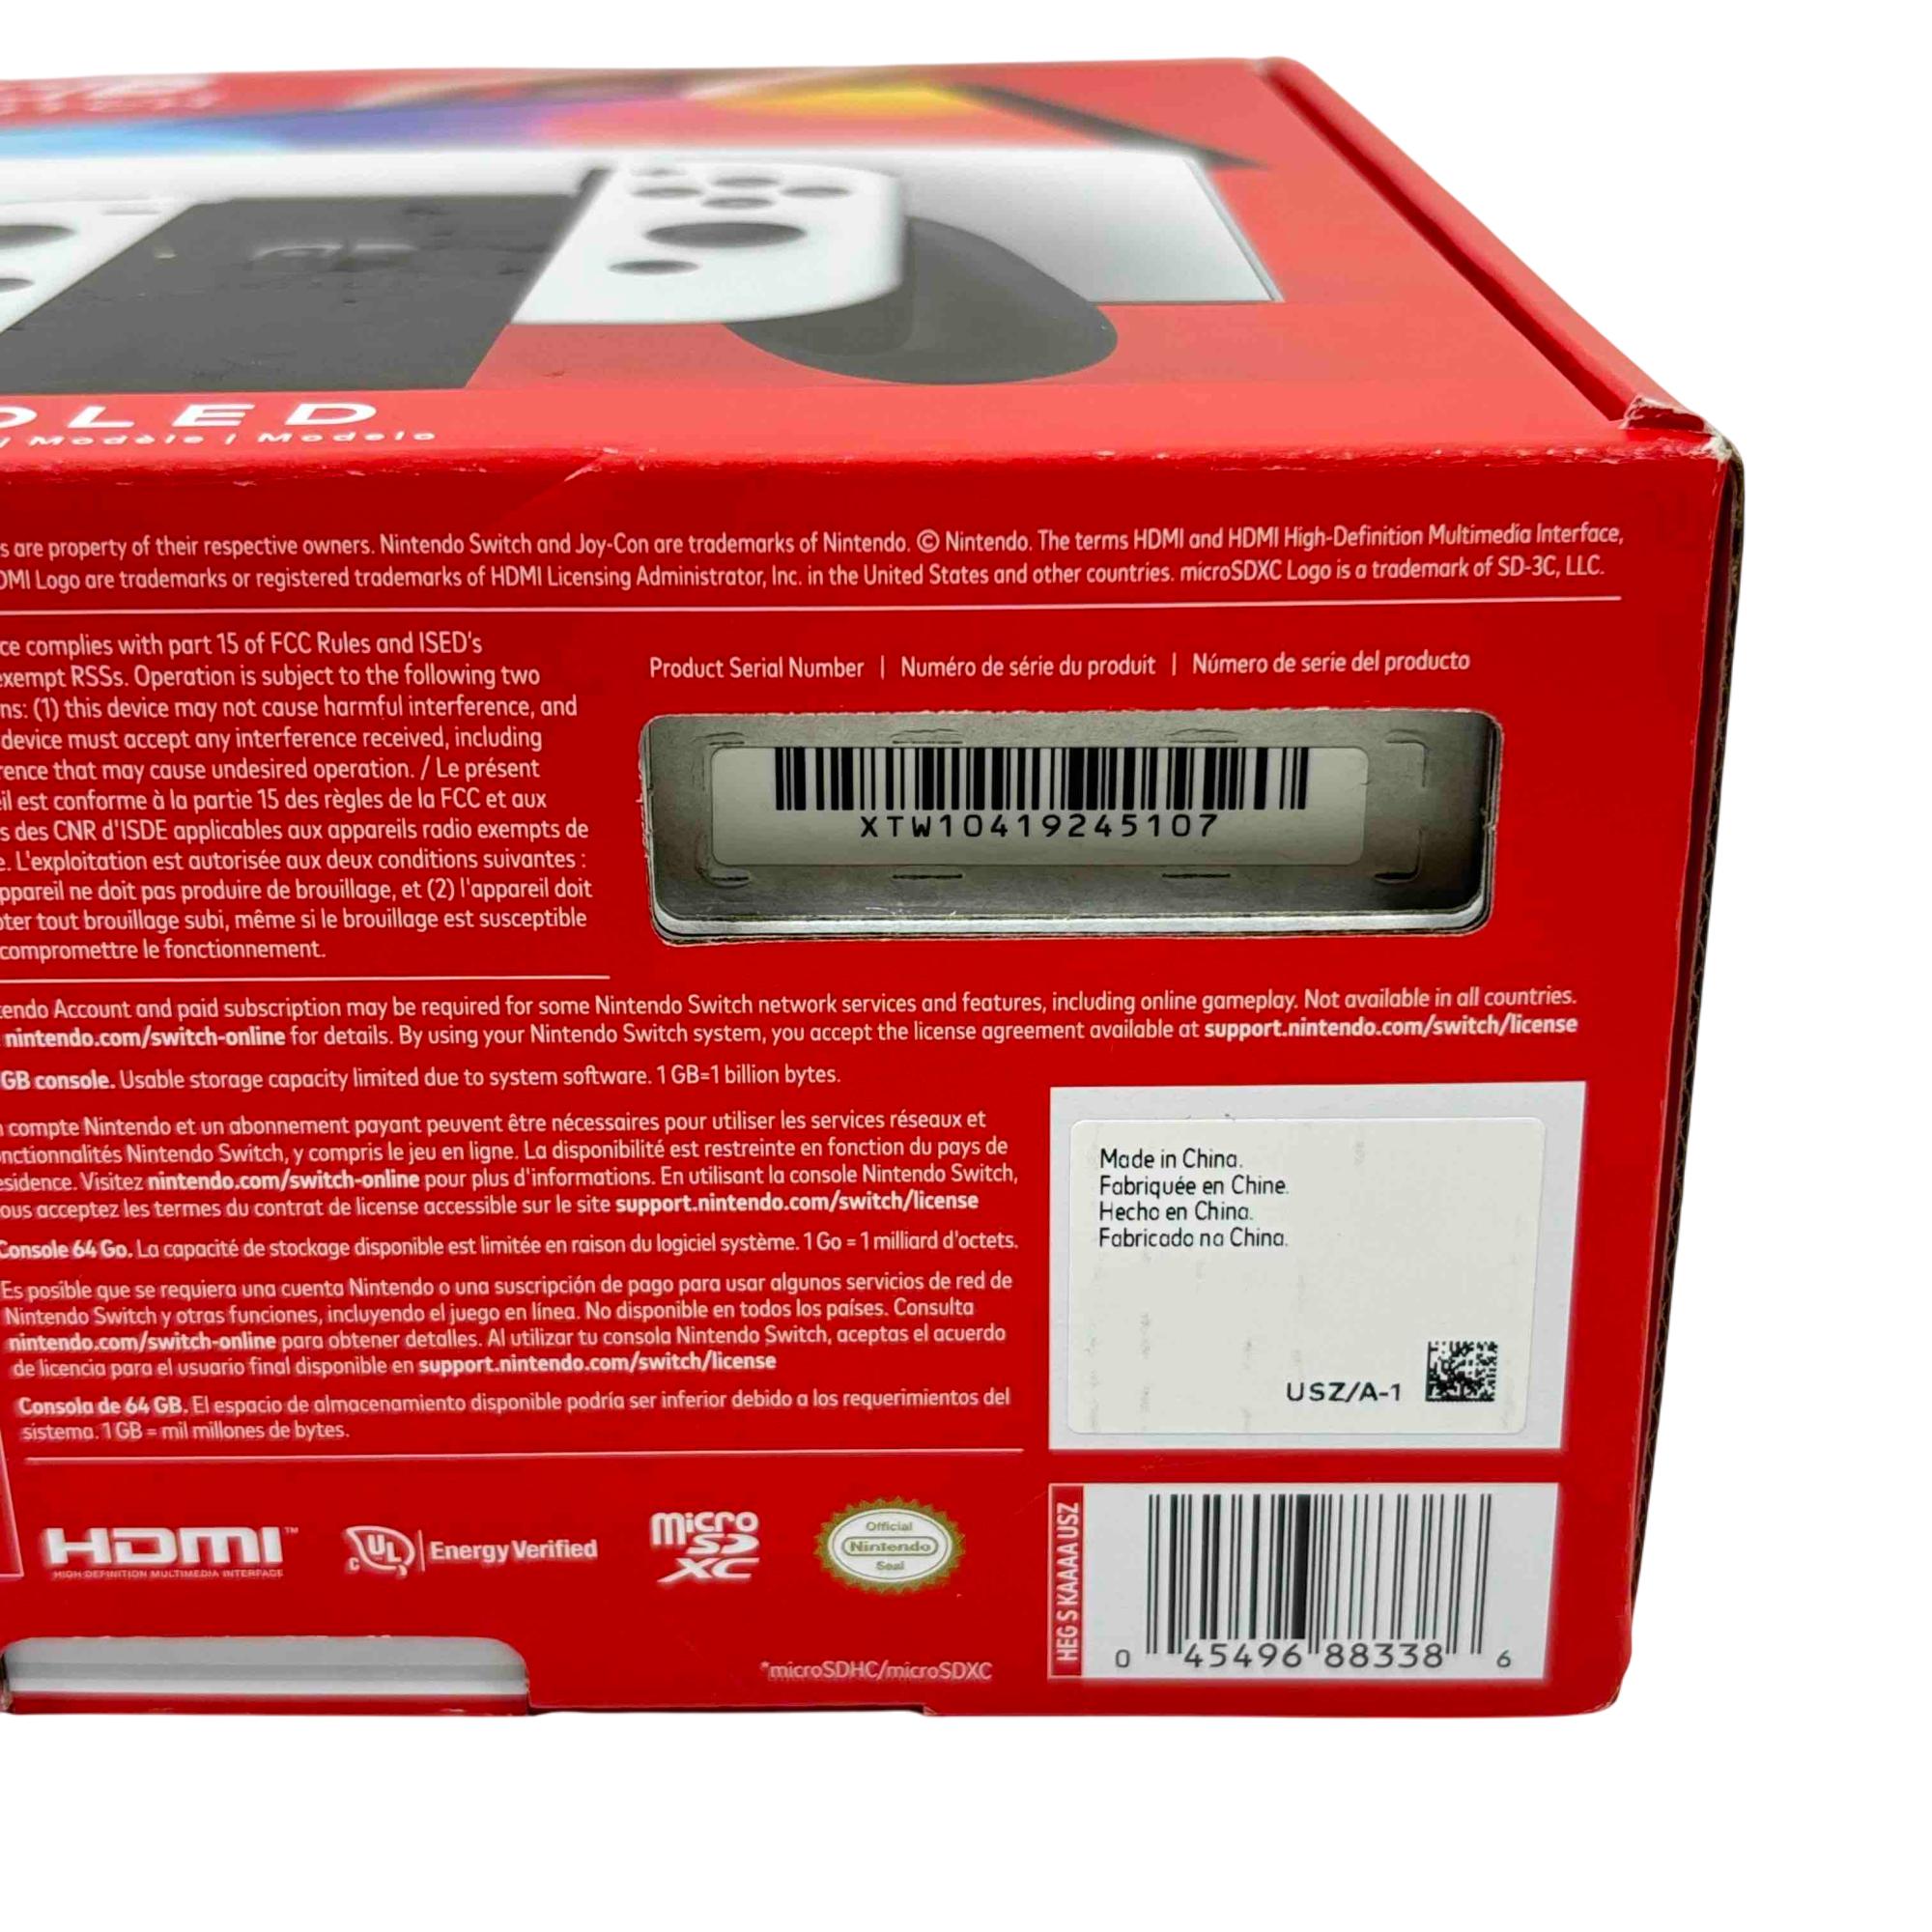 OLED
/ Modèle / Modelo
s are property of their respective owners. Nintendo Switch and Joy-Con are trademarks of Nintendo. © Nintendo. The terms HDMI and HDMI High-Definition Multimedia Interface,
DMI Logo are trademarks or registered trademarks of HDMI Licensing Administrator, Inc. in the United States and other countries. microSDXC Logo is a trademark of SD-3C, LLC.
ce complies with part 15 of FCC Rules and ISED's
exempt RSSs. Operation is subject to the following two
ns: (1) this device may not cause harmful interference, and
device must accept any interference received, including
rence that may cause undesired operation. / Le présent
eil est conforme à la partie 15 des règles de la FCC et aux
s des CNR d'ISDE applicables aux appareils radio exempts de
e. L'exploitation est autorisée aux deux conditions suivantes :
ppareil ne doit pas produire de brouillage, et (2) l'appareil doit
pter tout brouillage subi, même si le brouillage est susceptible
compromettre le fonctionnement.
Product Serial Number | Numéro de série du produit | Número de serie del producto
XTW10419245107
tendo Account and paid subscription may be required for some Nintendo Switch network services and features, including online gameplay. Not available in all countries.
nintendo.com/switch-online for details. By using your Nintendo Switch system, you accept the license agreement available at support.nintendo.com/switch/license
GB console. Usable storage capacity limited due to system software. 1 GB=1 billion bytes.
n compte Nintendo et un abonnement payant peuvent être nécessaires pour utiliser les services réseaux et
onctionnalités Nintendo Switch, y compris le jeu en ligne. La disponibilité est restreinte en fonction du pays de
esidence. Visitez nintendo.com/switch-online pour plus d'informations. En utilisant la console Nintendo Switch,
ous acceptez les termes du contrat de license accessible sur le site support.nintendo.com/switch/license
Console 64 Go. La capacité de stockage disponible est limitée en raison du logiciel système. 1 Go = 1 milliard d'octets.
Es posible que se requiera una cuenta Nintendo o una suscripción de pago para usar algunos servicios de red de
Nintendo Switch y otras funciones, incluyendo el juego en línea. No disponible en todos los países. Consulta
nintendo.com/switch-online para obtener detalles. Al utilizar tu consola Nintendo Switch, aceptas el acuerdo
de licencia para el usuario final disponible en support.nintendo.com/switch/license
Consola de 64 GB. El espacio de almacenamiento disponible podría ser inferior debido a los requerimientos del
sistema. 1 GB = mil millones de bytes.
Made in China.
Fabriquée en Chine.
Hecho en China.
Fabricado na China.
USZ/A-1
HDMI™
HIGH-DEFINITION MULTIMEDIA INTERFACE
c UL | Energy Verified
micro
SD
XC
Official
Nintendo
Seal
*microSDHC/microSDXC
HEG S KAAAA USZ
0 45496 88338 6